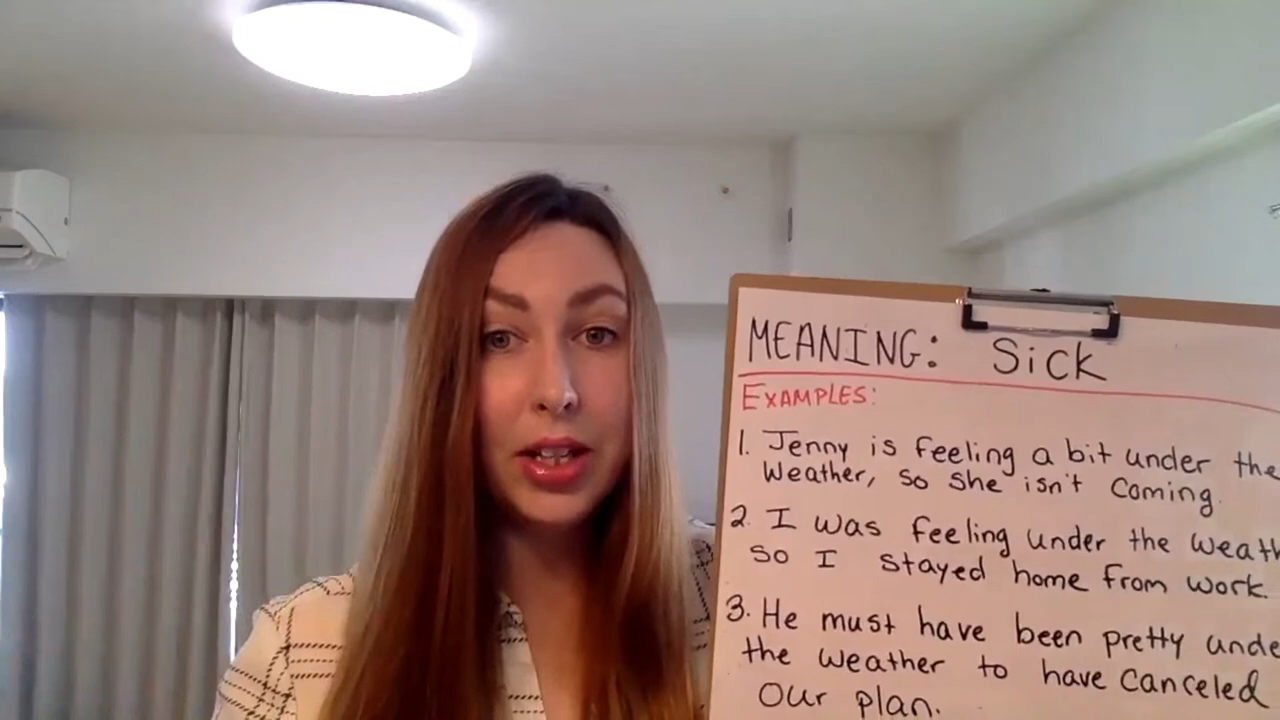 MEANING: Sick
EXAMPLES:
1. Jenny is feeling a bit under the
weather, so she isn't coming.
2. I was feeling under the weath
so I stayed home from work.
3. He must have been pretty unde
the weather to have canceled
our plan.